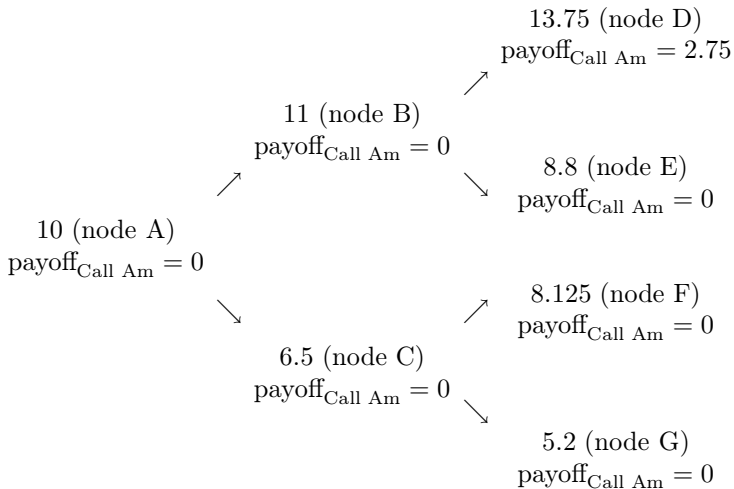 13.75 (node D)
payoff_Call Am = 2.75
11 (node B)
payoff_Call Am = 0
8.8 (node E)
payoff_Call Am = 0
10 (node A)
payoff_Call Am = 0
8.125 (node F)
payoff_Call Am = 0
6.5 (node C)
payoff_Call Am = 0
5.2 (node G)
payoff_Call Am = 0